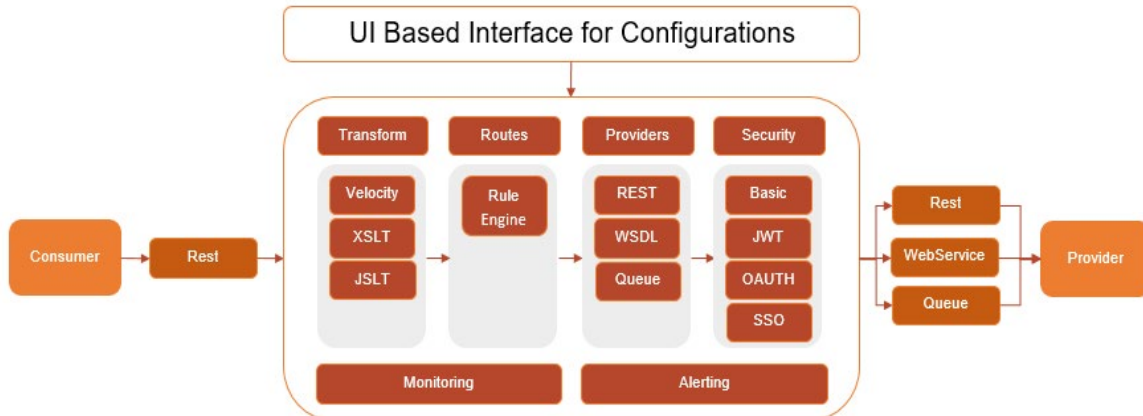 UI Based Interface for Configurations
Transform
Routes
Providers
Security
Velocity
XSLT
JSLT
Rule
Engine
REST
WSDL
Queue
Basic
JWT
OAUTH
SSO
Consumer
Rest
Rest
WebService
Queue
Provider
Monitoring
Alerting